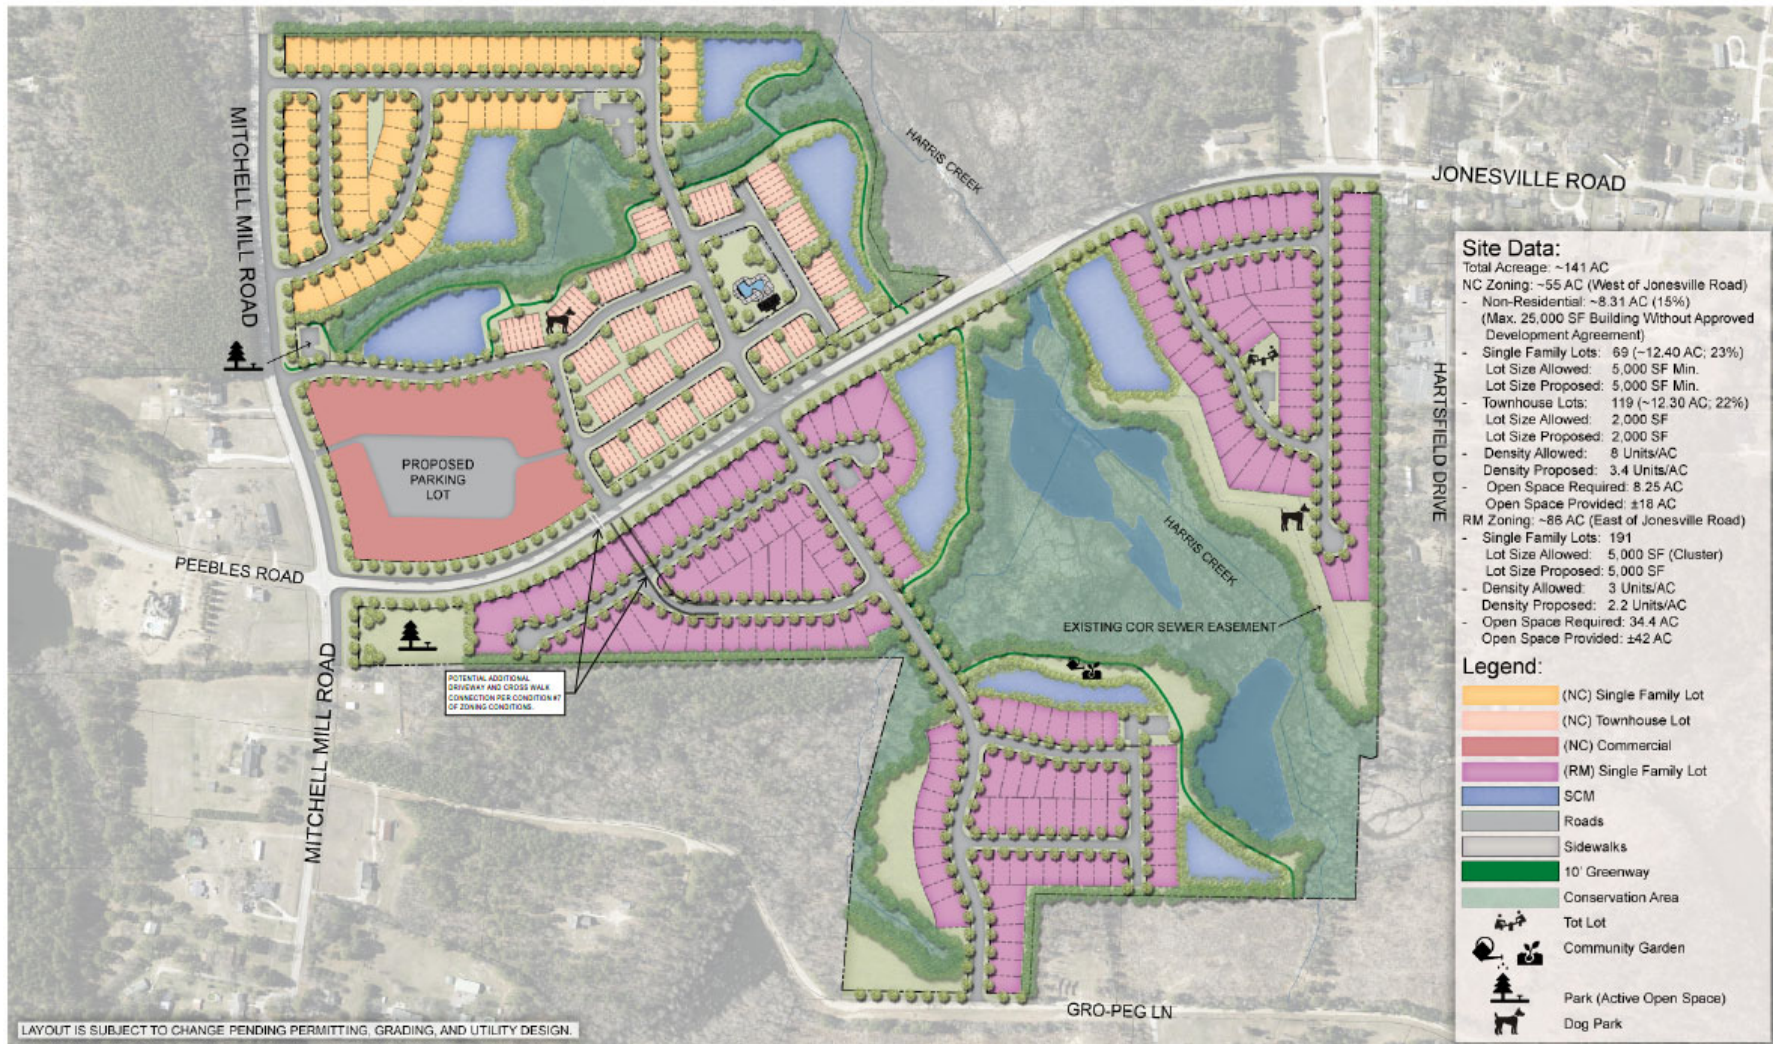 MITCHELL MILL ROAD
HARRIS CREEK
JONESVILLE ROAD
HARTSFIELD DRIVE
PROPOSED
PARKING
LOT
PEEBLES ROAD
HARRIS CREEK
EXISTING COR SEWER EASEMENT
MITCHELL MILL ROAD
POTENTIAL ADDITIONAL
DRIVEWAY AND CROSS WALK
CONNECTION PER CONDITION #7
OF ZONING CONDITIONS.
GRO-PEG LN
LAYOUT IS SUBJECT TO CHANGE PENDING PERMITTING, GRADING, AND UTILITY DESIGN.
Site Data:
Total Acreage: ~141 AC
NC Zoning: ~55 AC (West of Jonesville Road)
- Non-Residential: ~8.31 AC (15%)
(Max. 25,000 SF Building Without Approved
Development Agreement)
- Single Family Lots: 69 (~12.40 AC; 23%)
Lot Size Allowed: 5,000 SF Min.
Lot Size Proposed: 5,000 SF Min.
- Townhouse Lots: 119 (~12.30 AC; 22%)
Lot Size Allowed: 2,000 SF
Lot Size Proposed: 2,000 SF
- Density Allowed: 8 Units/AC
Density Proposed: 3.4 Units/AC
- Open Space Required: 8.25 AC
Open Space Provided: ±18 AC
RM Zoning: ~86 AC (East of Jonesville Road)
- Single Family Lots: 191
Lot Size Allowed: 5,000 SF (Cluster)
Lot Size Proposed: 5,000 SF
- Density Allowed: 3 Units/AC
Density Proposed: 2.2 Units/AC
- Open Space Required: 34.4 AC
Open Space Provided: ±42 AC
Legend:
(NC) Single Family Lot
(NC) Townhouse Lot
(NC) Commercial
(RM) Single Family Lot
SCM
Roads
Sidewalks
10' Greenway
Conservation Area
Tot Lot
Community Garden
Park (Active Open Space)
Dog Park